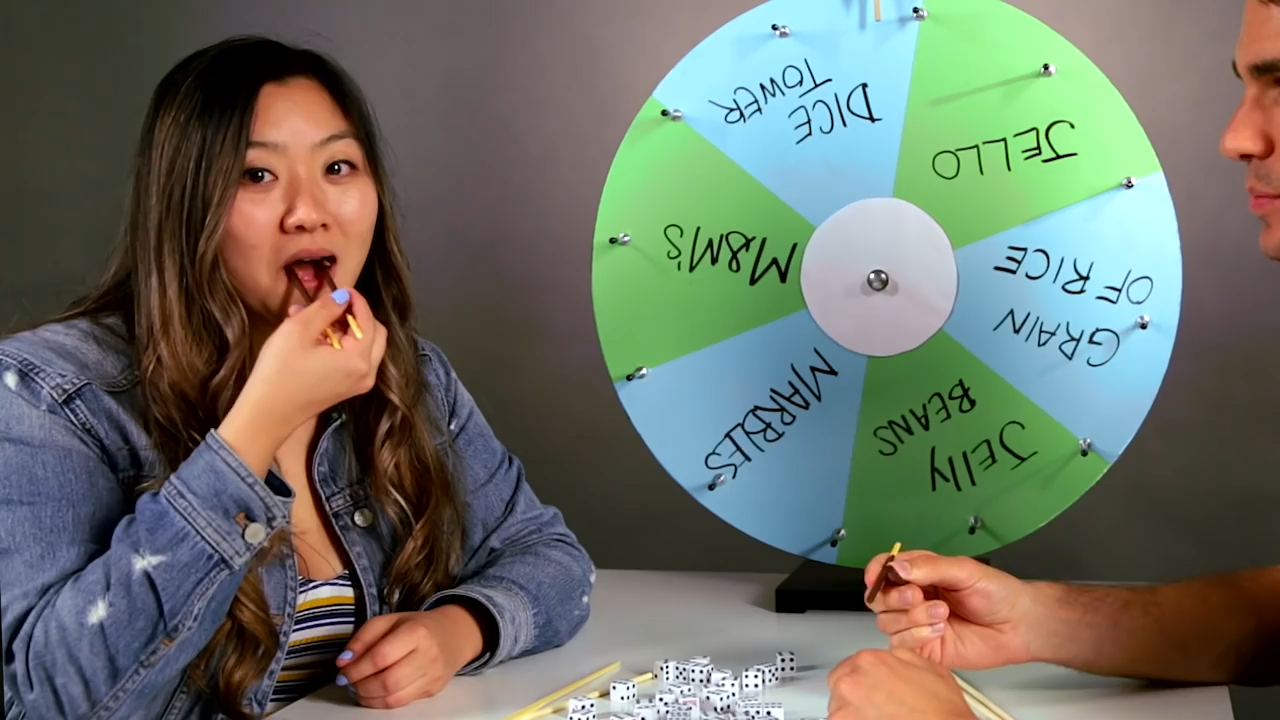 DICE
TOWER
JELLO
GRAIN
OF RICE
Jelly
BEANS
MARBLES
M&M's